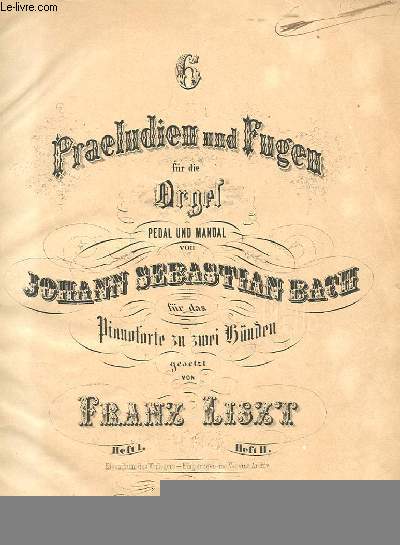 Le-livre.com
6
Praeludien und Fugen
für die
Orgel
PEDAL UND MANUAL
von
JOHANN SEBASTIAN BACH
für das
Pianoforte zu zwei Händen
gesetzt
VON
FRANZ LISZT
Heft I. Heft II.